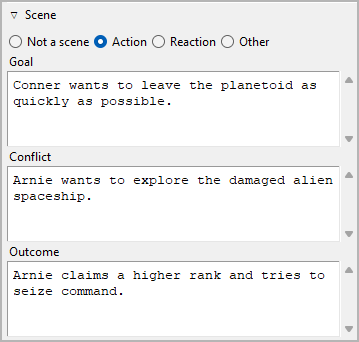 Scene
Not a scene Action Reaction Other
Goal
Conner wants to leave the planetoid as
quickly as possible.
Conflict
Arnie wants to explore the damaged alien
spaceship.
Outcome
Arnie claims a higher rank and tries to
seize command.